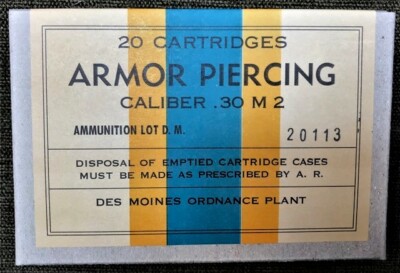 20 CARTRIDGES
ARMOR PIERCING
CALIBER .30 M 2
AMMUNITION LOT D. M. 20113
DISPOSAL OF EMPTIED CARTRIDGE CASES
MUST BE MADE AS PRESCRIBED BY A. R.
DES MOINES ORDNANCE PLANT